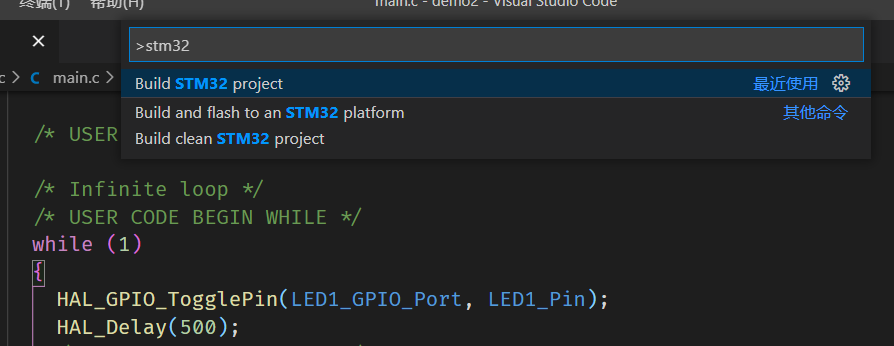 终端(T) 帮助(H) main.c - demo2 - Visual Studio Code
>stm32
c > C main.c >
Build STM32 project 最近使用
Build and flash to an STM32 platform 其他命令
Build clean STM32 project
/* USER
/* Infinite loop */
/* USER CODE BEGIN WHILE */
while (1)
{
HAL_GPIO_TogglePin(LED1_GPIO_Port, LED1_Pin);
HAL_Delay(500);